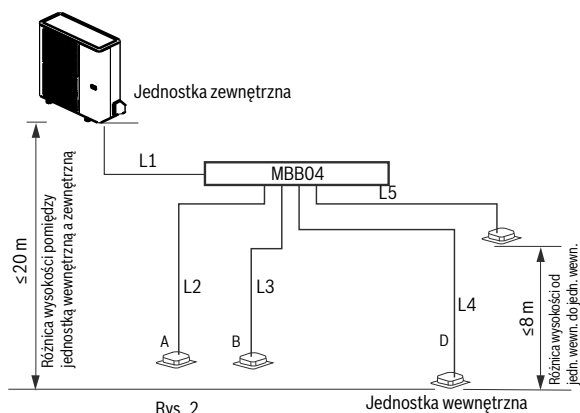 Jednostka zewnętrzna
L1
MBB04
L5
≤20 m
Różnica wysokości pomiędzy
jednostką wewnętrzną a zewnętrzną
L2
L3
L4
A
B
D
≤8 m
Różnica wysokości od
jedn. wewn. do jedn. wewn.
Rys. 2
Jednostka wewnętrzna